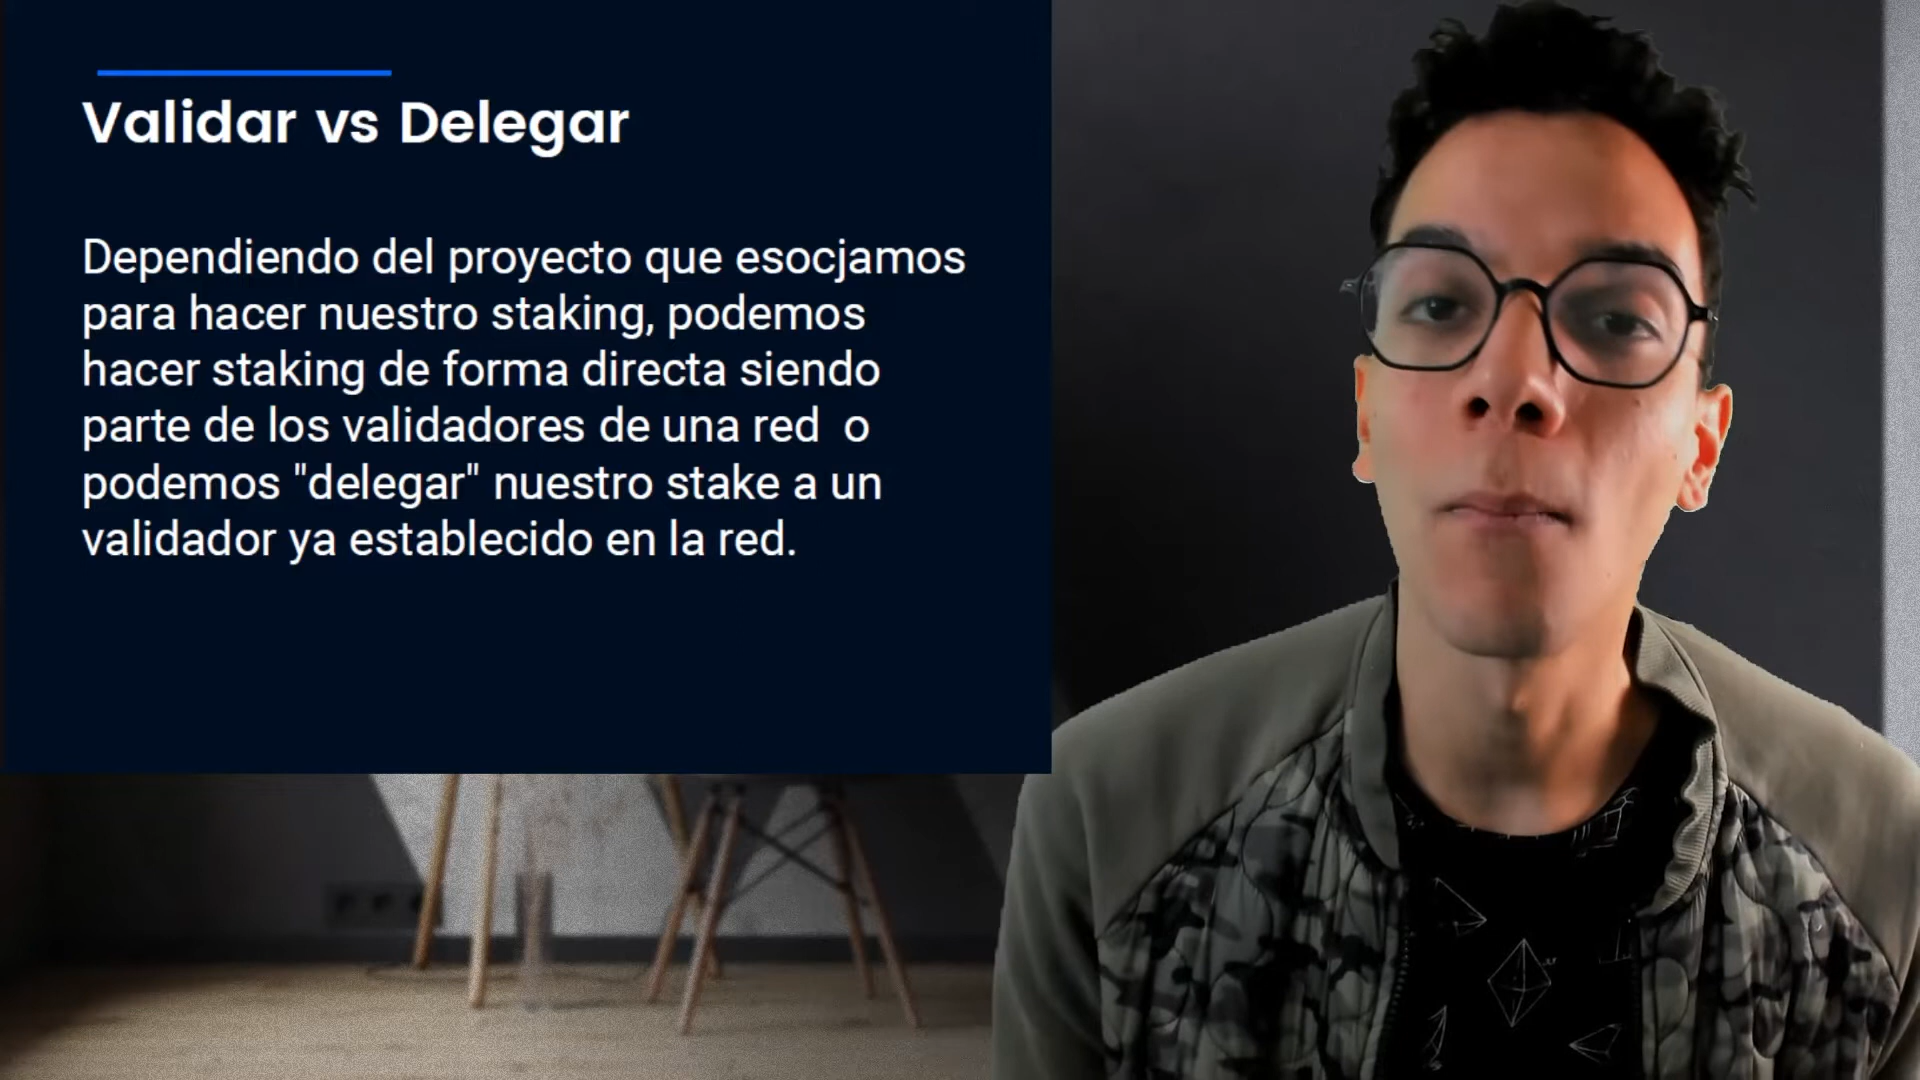 Validar vs Delegar
Dependiendo del proyecto que esocjamos
para hacer nuestro staking, podemos
hacer staking de forma directa siendo
parte de los validadores de una red  o
podemos "delegar" nuestro stake a un
validador ya establecido en la red.